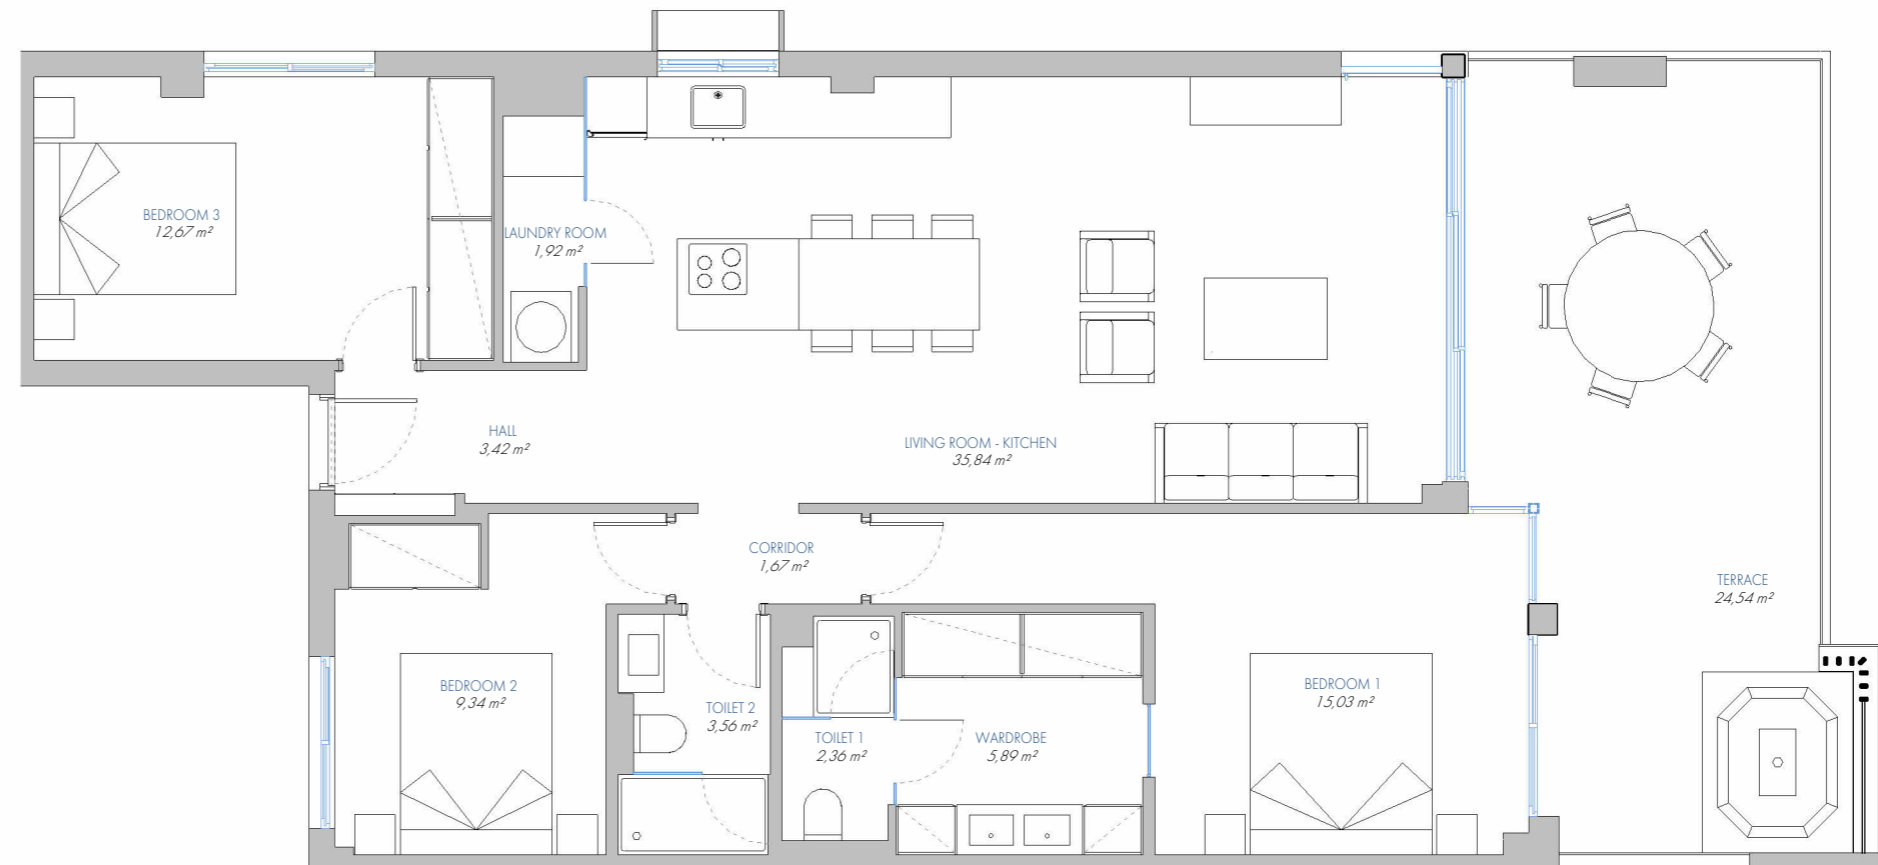 BEDROOM 3
12,67 m²
LAUNDRY ROOM
1,92 m²
HALL
3,42 m²
LIVING ROOM - KITCHEN
35,84 m²
CORRIDOR
1,67 m²
TERRACE
24,54 m²
BEDROOM 2
9,34 m²
TOILET 2
3,56 m²
TOILET 1
2,36 m²
WARDROBE
5,89 m²
BEDROOM 1
15,03 m²